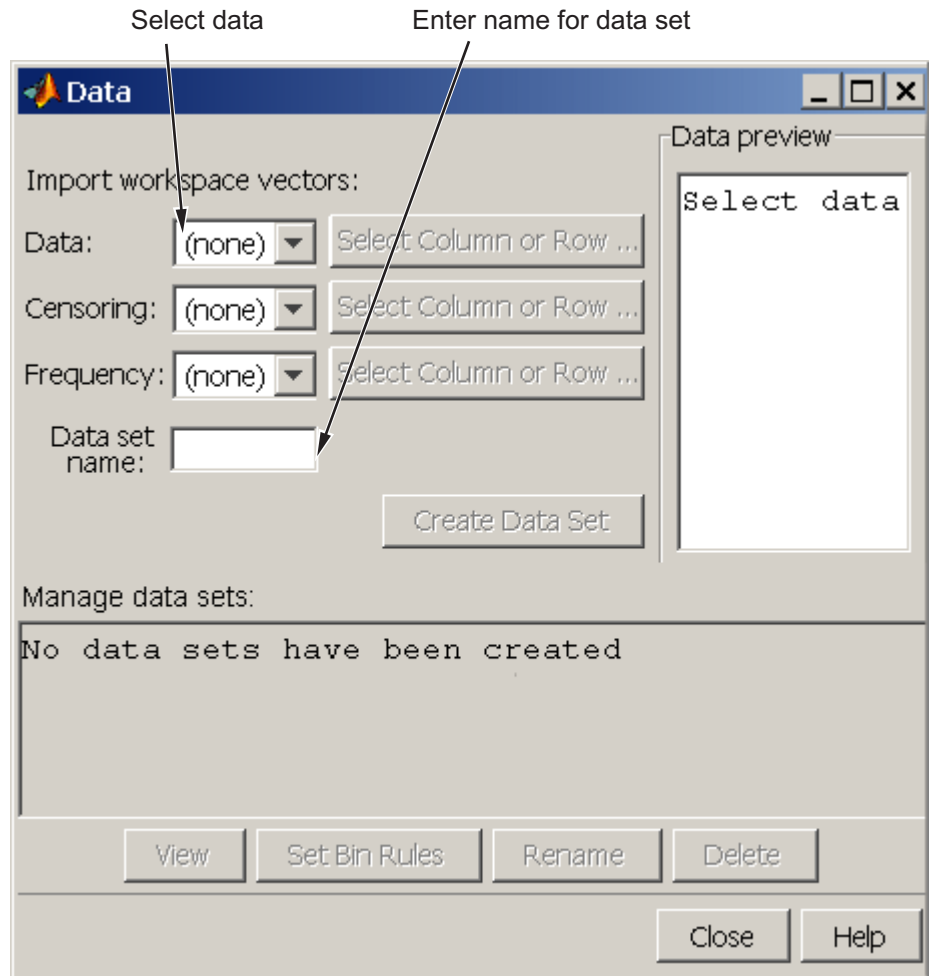 Select data
Enter name for data set
Data
Data preview
Import workspace vectors:
Select data
Data: (none) Select Column or Row ...
Censoring: (none) Select Column or Row ...
Frequency: (none) Select Column or Row ...
Data set
name:
Create Data Set
Manage data sets:
No data sets have been created
View Set Bin Rules Rename Delete
Close Help